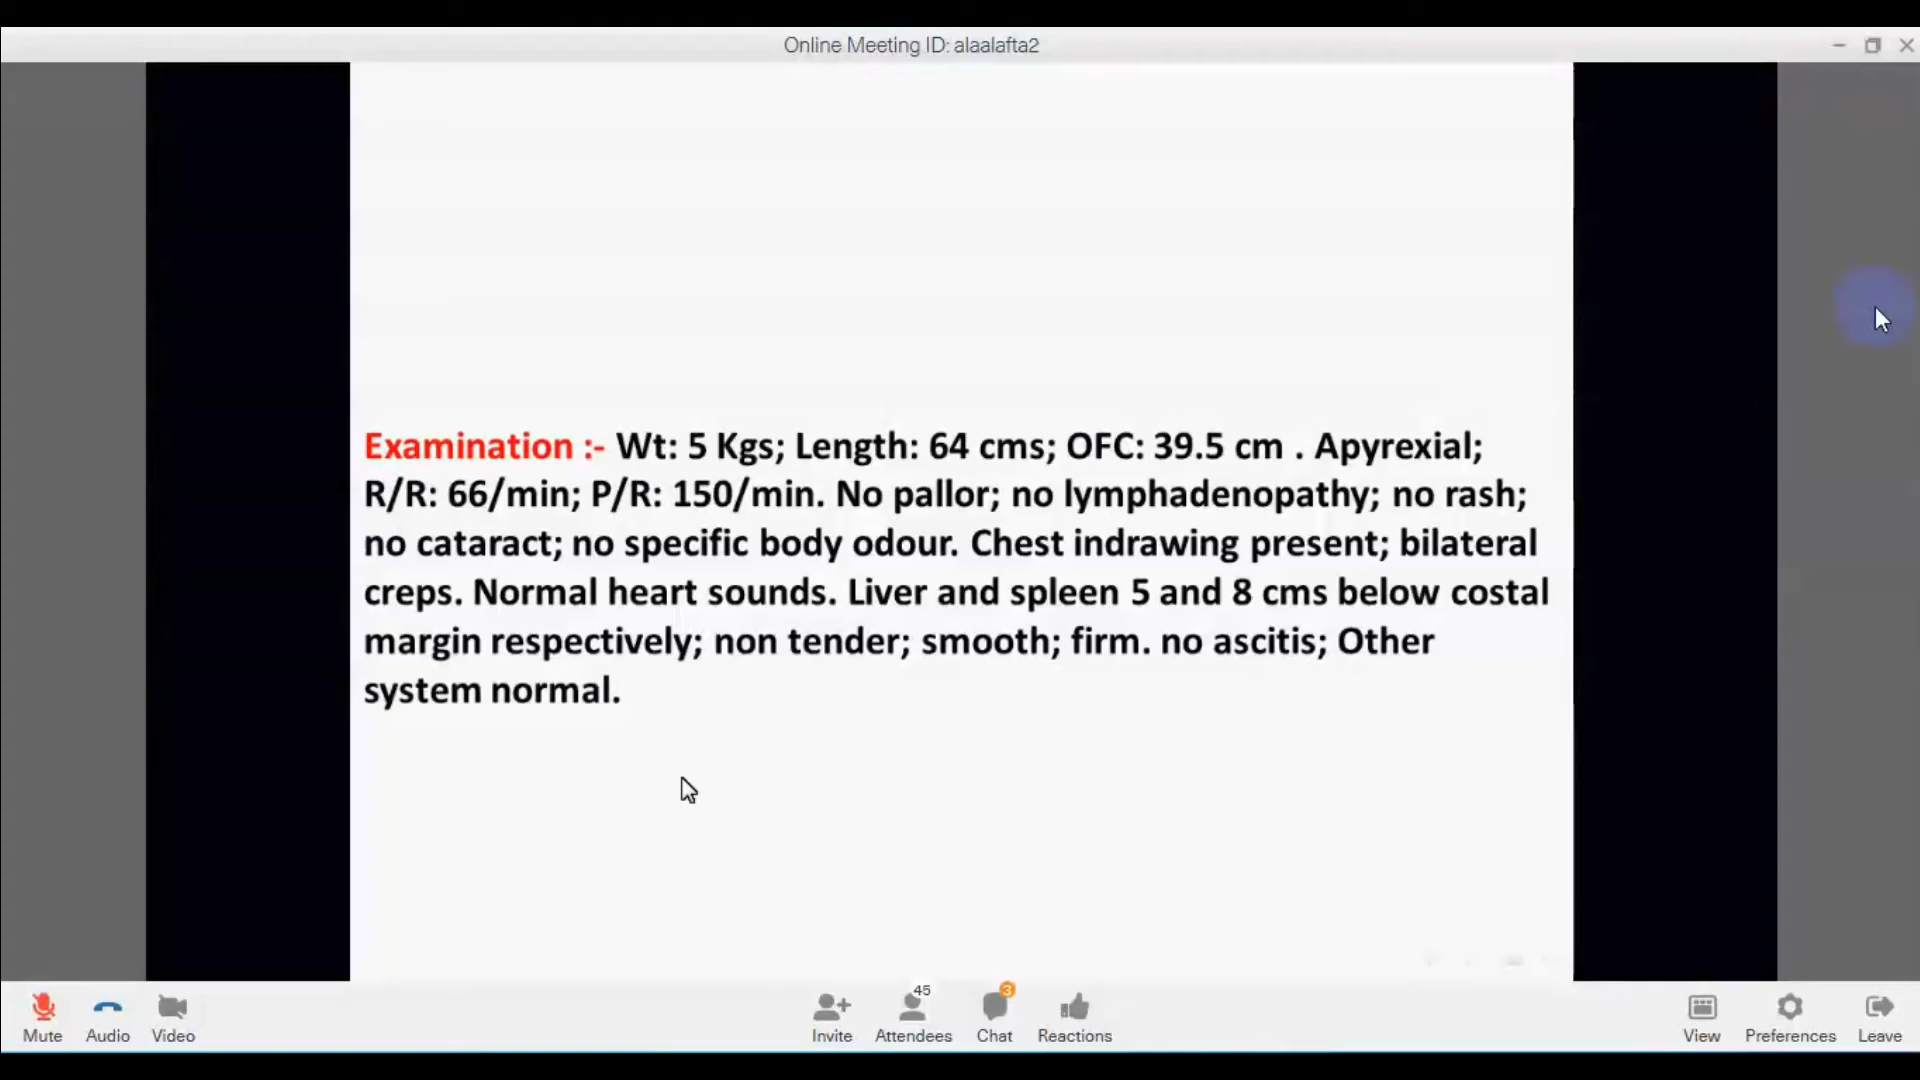 Online Meeting ID: alaalafta2
Examination :- Wt: 5 Kgs; Length: 64 cms; OFC: 39.5 cm . Apyrexial;
R/R: 66/min; P/R: 150/min. No pallor; no lymphadenopathy; no rash;
no cataract; no specific body odour. Chest indrawing present; bilateral
creps. Normal heart sounds. Liver and spleen 5 and 8 cms below costal
margin respectively; non tender; smooth; firm. no ascitis; Other
system normal.
45
3
Mute Audio Video Invite Attendees Chat Reactions View Preferences Leave